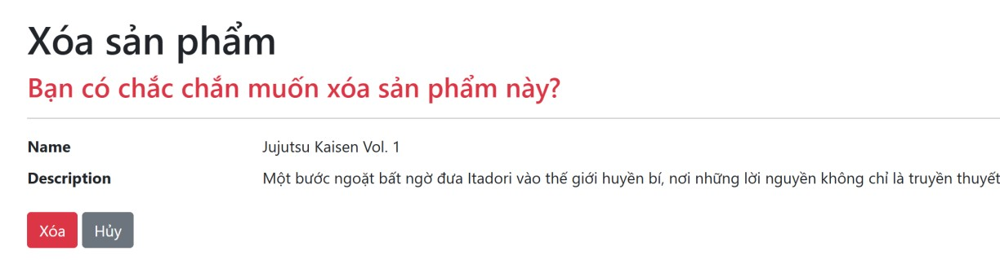 Xóa sản phẩm
Bạn có chắc chắn muốn xóa sản phẩm này?
Name Jujutsu Kaisen Vol. 1
Description Một bước ngoặt bất ngờ đưa Itadori vào thế giới huyền bí, nơi những lời nguyền không chỉ là truyền thuyết
Xóa Hủy